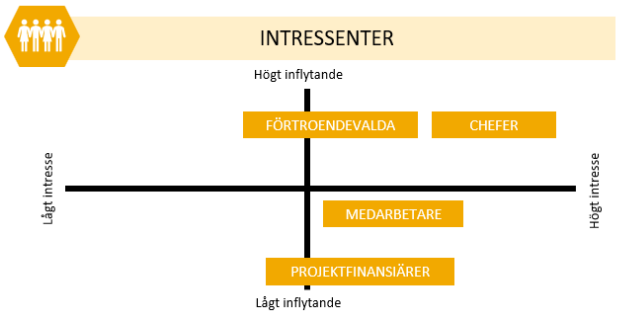 INTRESSENTER
Högt inflytande
FÖRTROENDEVALDA
CHEFER
Lågt intresse
Högt intresse
MEDARBETARE
PROJEKTFINANSIÄRER
Lågt inflytande